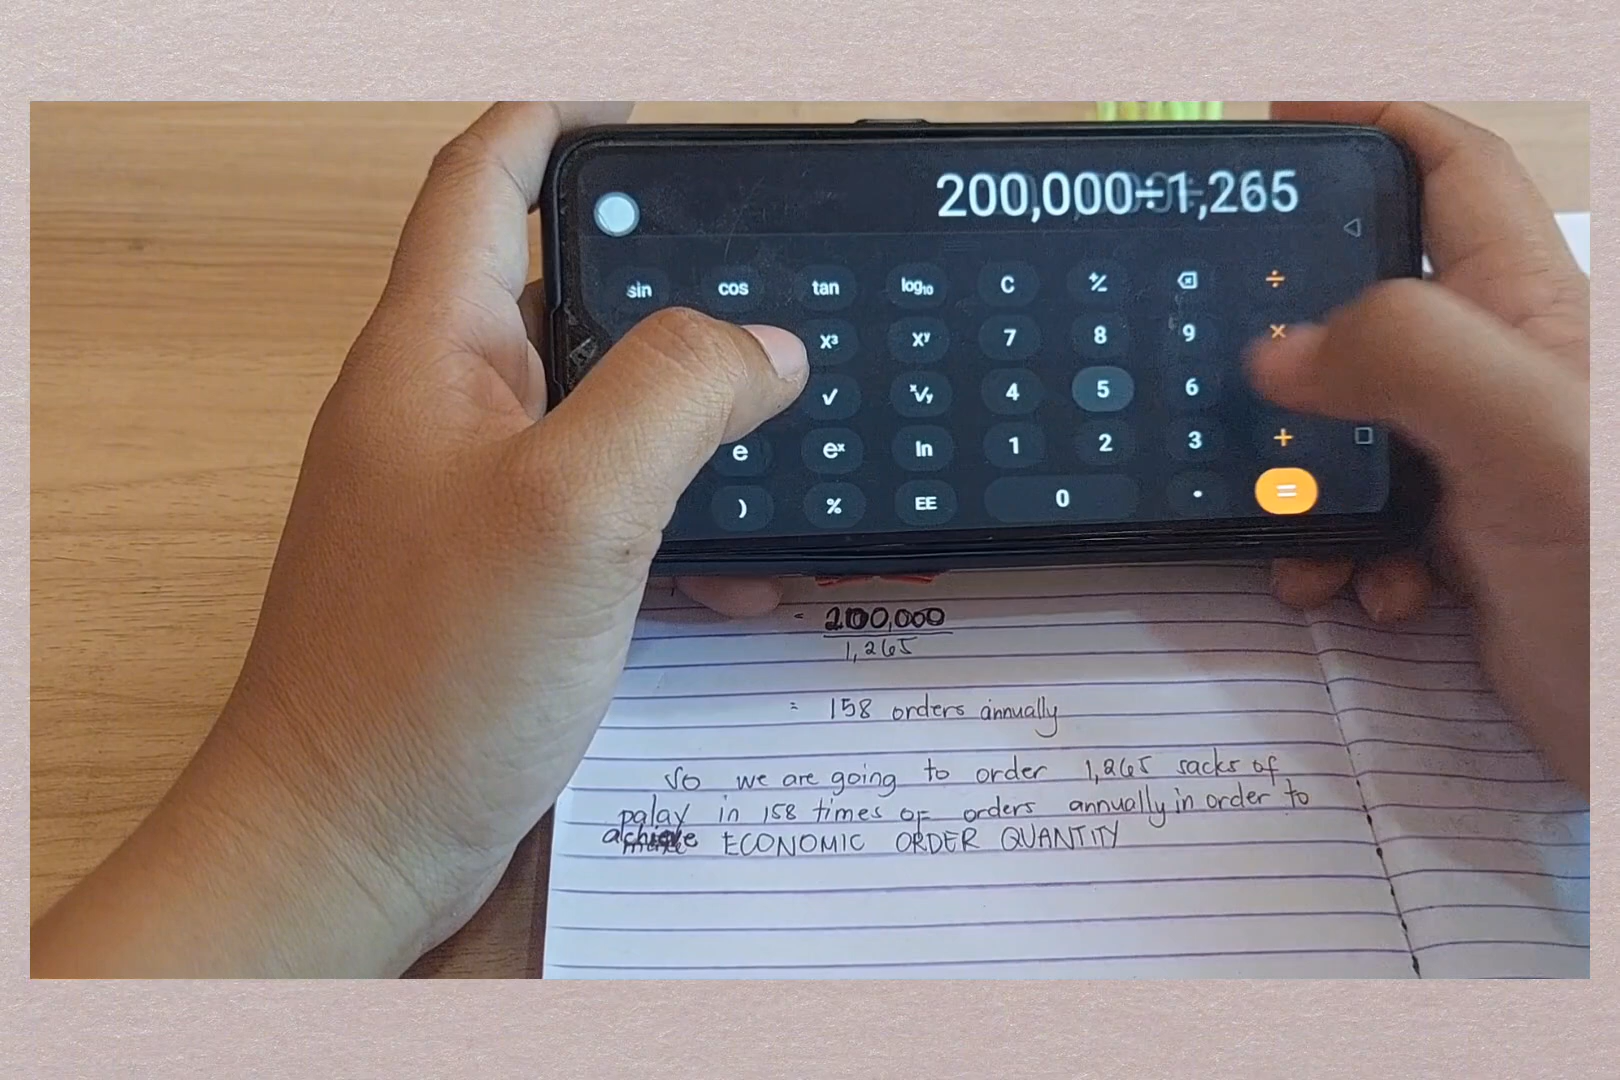 200,000÷1,265
sin cos tan log10 C +/- ÷
x³ xʸ 7 8 9 ×
√ ˣ√y 4 5 6
e eˣ ln 1 2 3 +
) % EE 0 . =
= 200,000
1,265
= 158 orders annually
So we are going to order 1,265 sacks of
palay in 158 times of orders annually in order to
achieve ECONOMIC ORDER QUANTITY